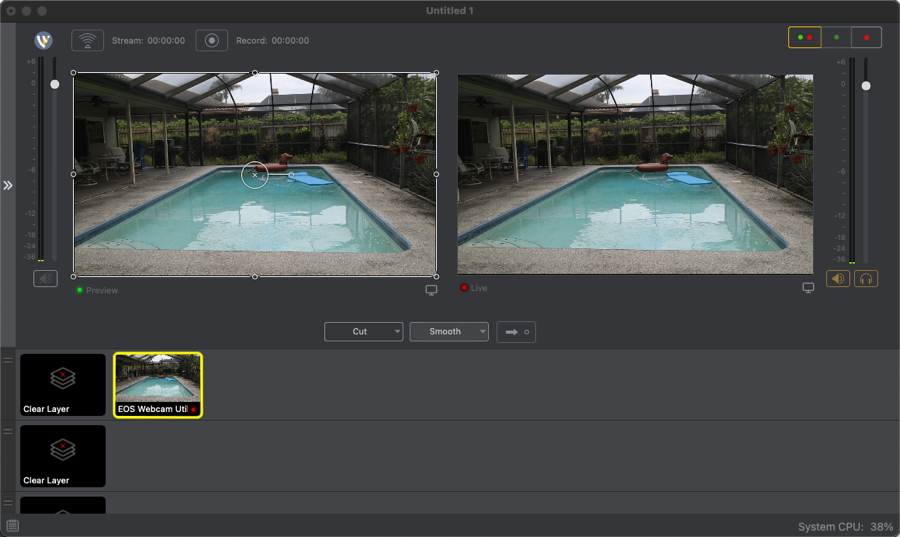 Untitled 1
Stream: 00:00:00
Record: 00:00:00
+6
0
-6
-12
-18
-24
-36
+6
0
-6
-12
-18
-24
-36
Preview
Live
Cut
Smooth
Clear Layer
EOS Webcam Uti
Clear Layer
System CPU: 38%